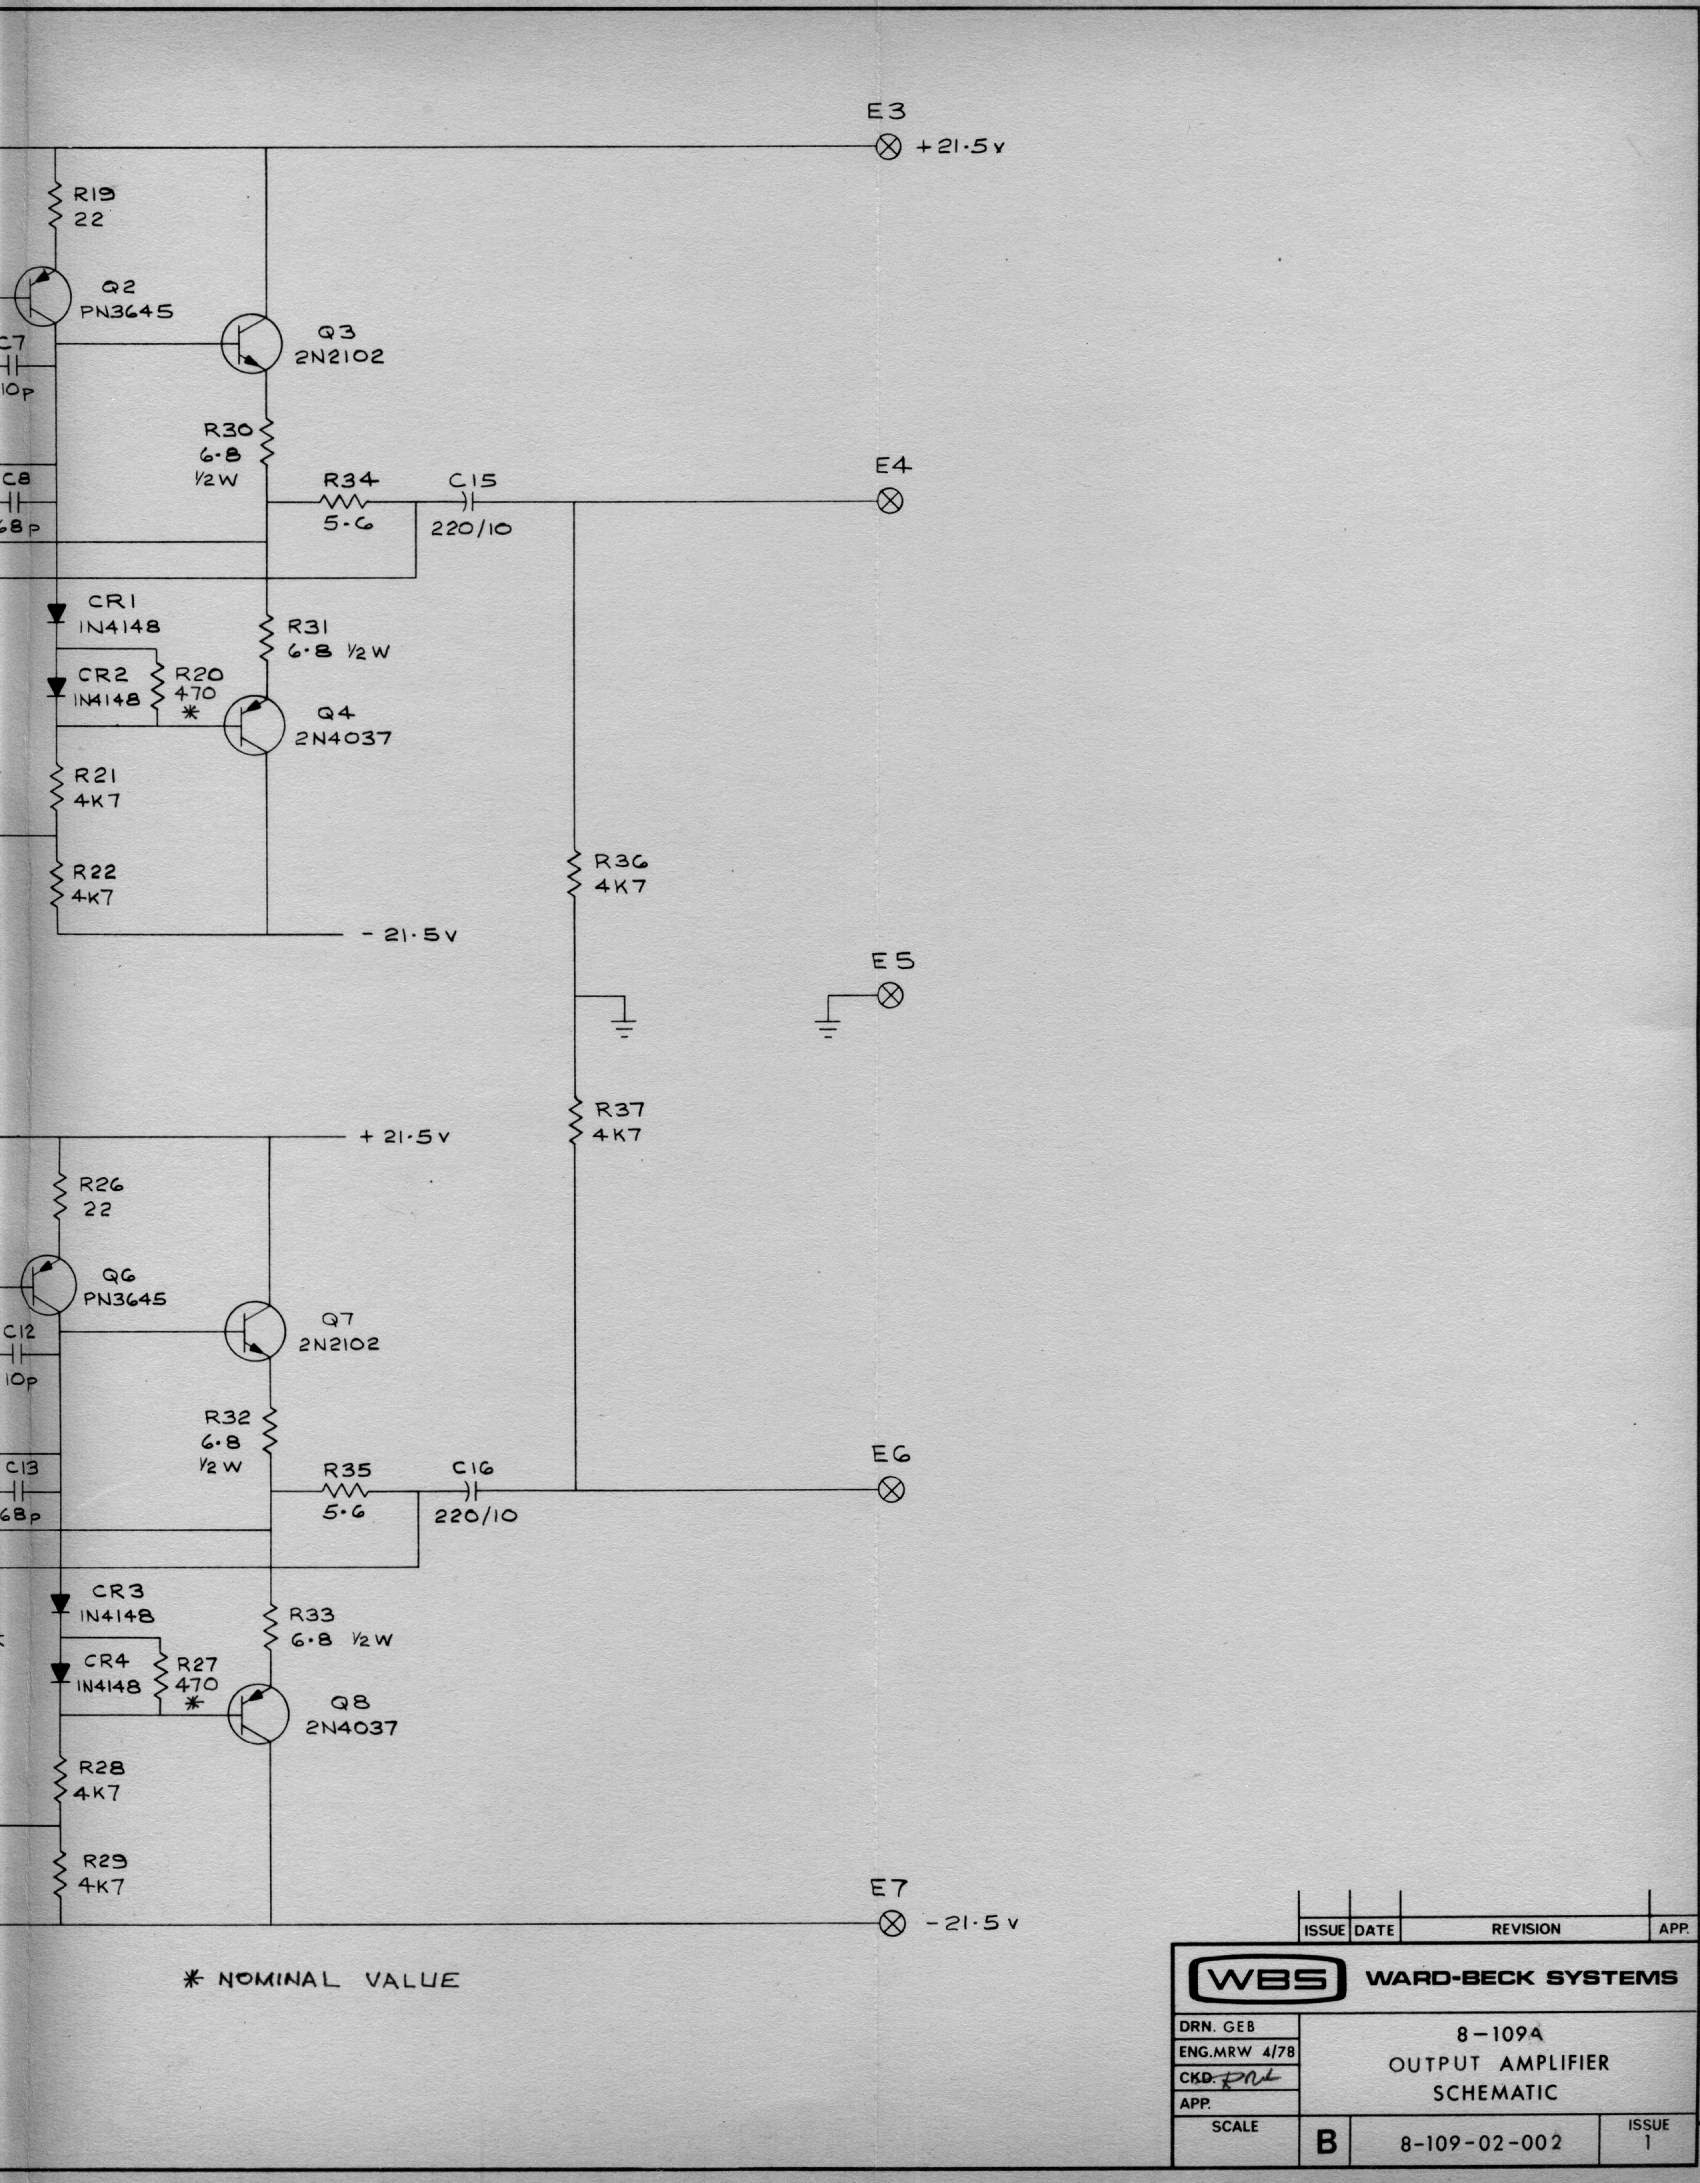 E3
+21.5v
R19
22
Q2
PN3645
C7
10p
Q3
2N2102
R30
6.8
1/2W
C8
68p
R34
5.6
C15
220/10
E4
CR1
1N4148
R31
6.8 1/2W
CR2
1N4148
R20
470
*
Q4
2N4037
R21
4K7
R22
4K7
-21.5v
R36
4K7
E5
R37
4K7
+21.5v
R26
22
Q6
PN3645
C12
10p
Q7
2N2102
R32
6.8
1/2W
C13
68p
R35
5.6
C16
220/10
E6
CR3
1N4148
R33
6.8 1/2W
CR4
1N4148
R27
470
*
Q8
2N4037
R28
4K7
R29
4K7
E7
-21.5v
* NOMINAL VALUE
ISSUE DATE REVISION APP.
WBS WARD-BECK SYSTEMS
DRN. GEB
ENG. MRW 4/78
CKD.
APP.
8-109A
OUTPUT AMPLIFIER
SCHEMATIC
SCALE
B
8-109-02-002
ISSUE
1